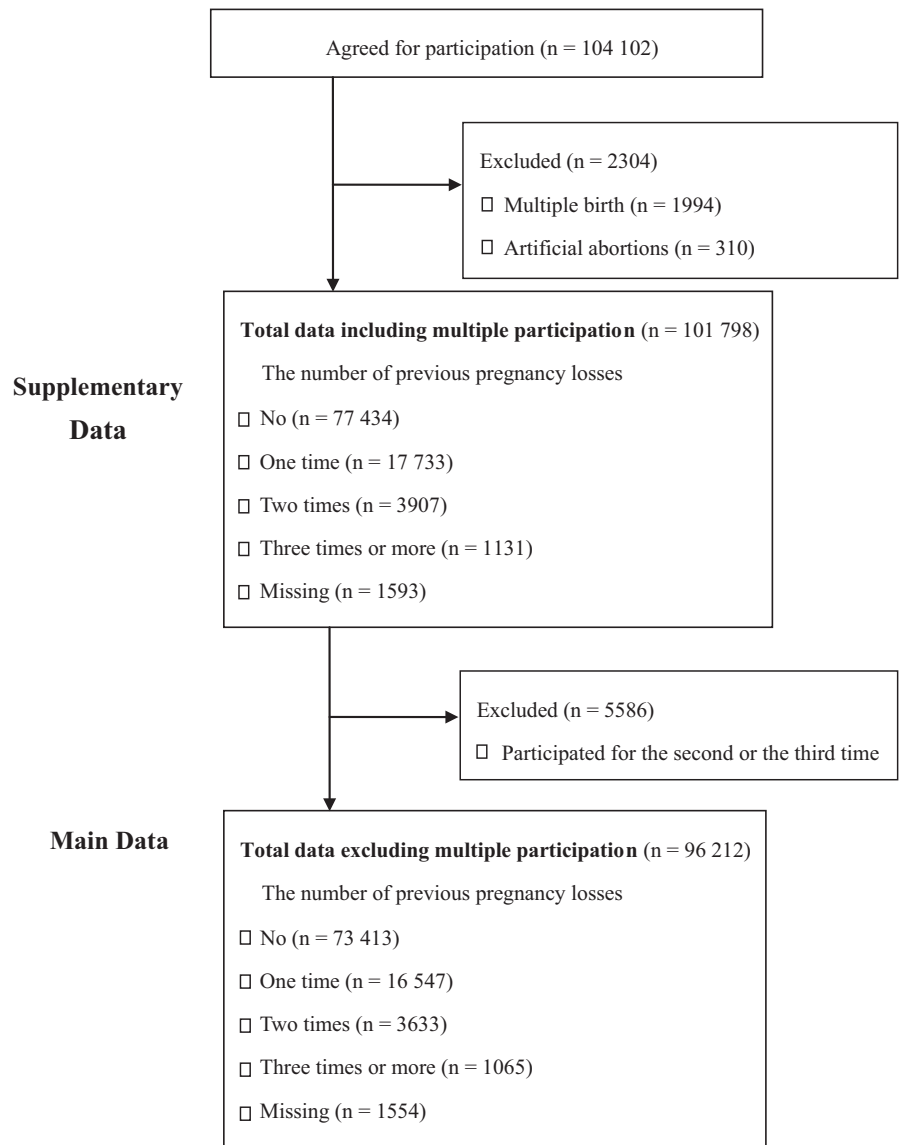 Agreed for participation (n = 104 102)
Excluded (n = 2304)
Multiple birth (n = 1994)
Artificial abortions (n = 310)
Supplementary
Data
Total data including multiple participation (n = 101 798)
The number of previous pregnancy losses
No (n = 77 434)
One time (n = 17 733)
Two times (n = 3907)
Three times or more (n = 1131)
Missing (n = 1593)
Excluded (n = 5586)
Participated for the second or the third time
Main Data
Total data excluding multiple participation (n = 96 212)
The number of previous pregnancy losses
No (n = 73 413)
One time (n = 16 547)
Two times (n = 3633)
Three times or more (n = 1065)
Missing (n = 1554)